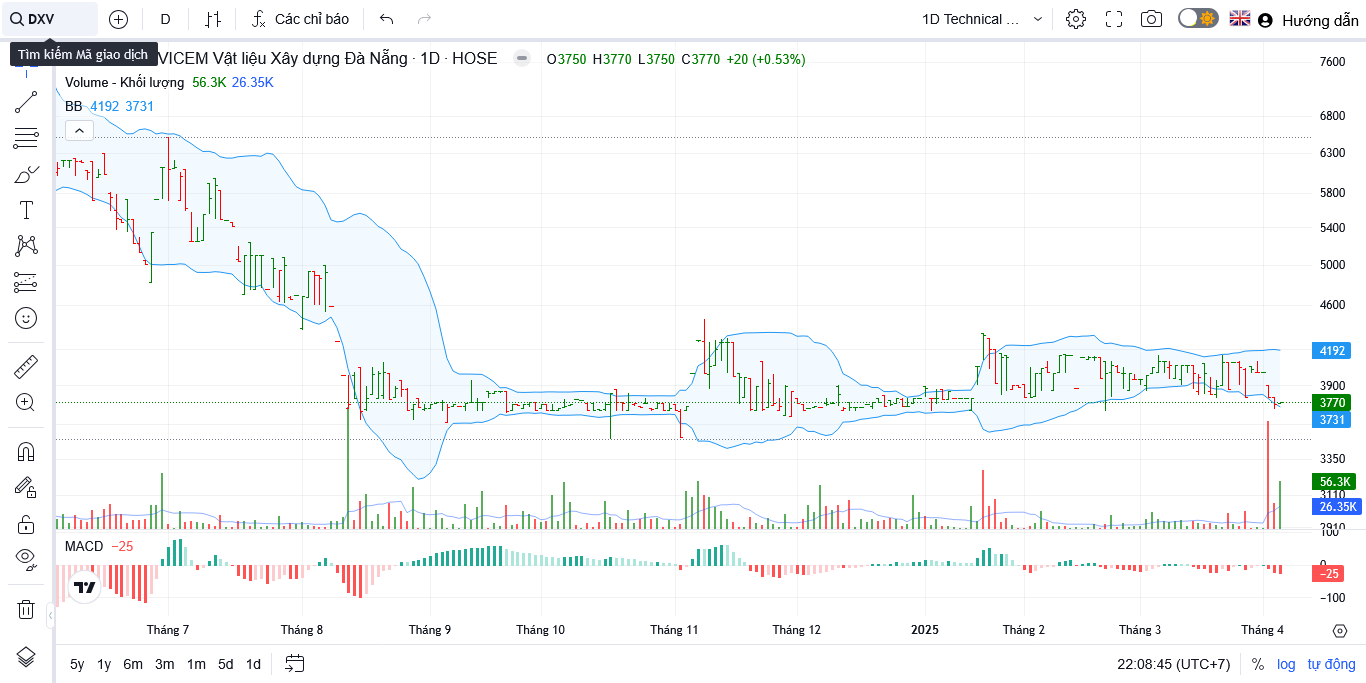 DXV
D
Các chỉ báo
1D Technical ...
Hướng dẫn
Tìm kiếm Mã giao dịch
VICEM Vật liệu Xây dựng Đà Nẵng · 1D · HOSE
O3750 H3770 L3750 C3770 +20 (+0.53%)
Volume - Khối lượng 56.3K 26.35K
BB 4192 3731
7600
6800
6300
5800
5400
5000
4600
4192
3900
3770
3731
3350
56.3K
3110
26.35K
2910
100
MACD −25
0
−25
−100
Tháng 7
Tháng 8
Tháng 9
Tháng 10
Tháng 11
Tháng 12
2025
Tháng 2
Tháng 3
Tháng 4
5y 1y 6m 3m 1m 5d 1d
22:08:45 (UTC+7)
%
log
tự động